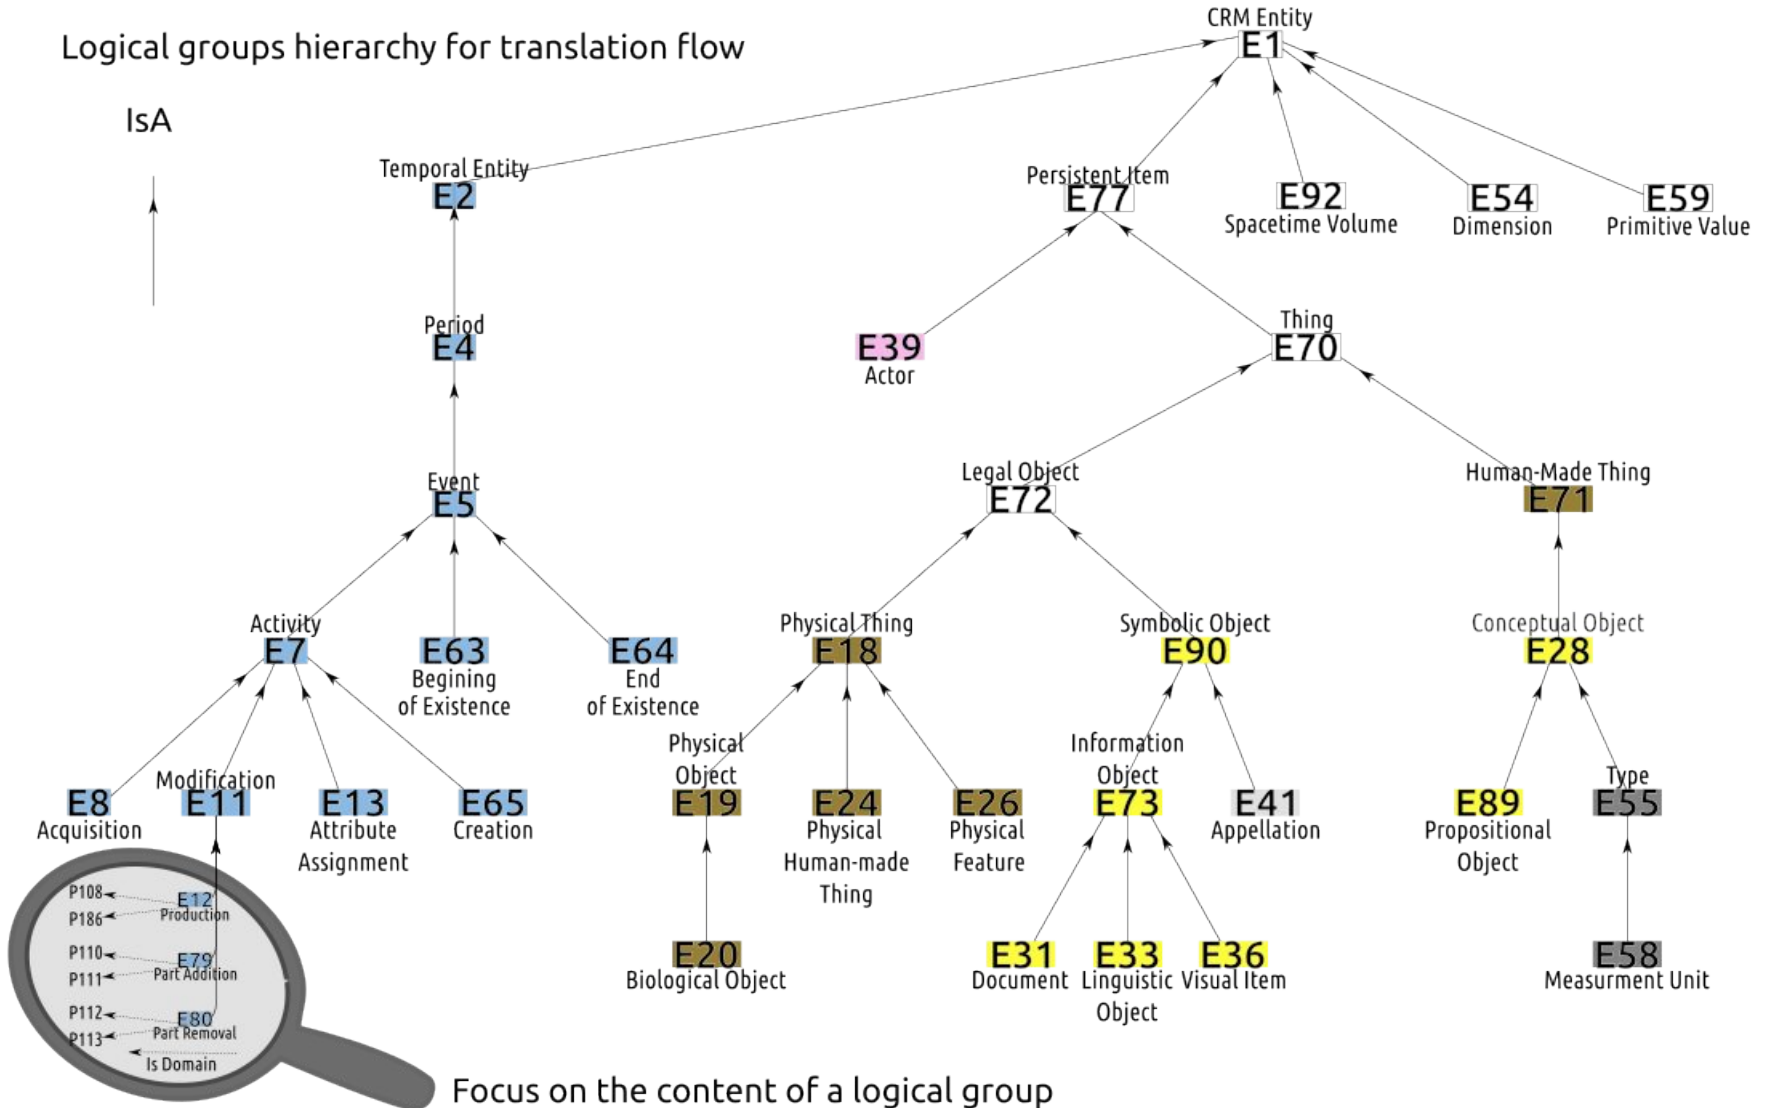 CRM Entity
E1
Logical groups hierarchy for translation flow
IsA
Temporal Entity
E2
Persistent Item
E77
E92
Spacetime Volume
E54
Dimension
E59
Primitive Value
Period
E4
E39
Actor
Thing
E70
Event
E5
Legal Object
E72
Human-Made Thing
E71
Activity
E7
E63
Begining
of Existence
E64
End
of Existence
Physical Thing
E18
Symbolic Object
E90
Conceptual Object
E28
E8
Acquisition
Modification
E11
E13
Attribute
Assignment
E65
Creation
Physical
Object
E19
E24
Physical
Human-made
Thing
E26
Physical
Feature
Information
Object
E73
E41
Appellation
E89
Propositional
Object
Type
E55
P108
P186
E12
Production
P110
P111
E79
Part Addition
P112
P113
E80
Part Removal
Is Domain
E20
Biological Object
E31
Document
E33
Linguistic
Object
E36
Visual Item
E58
Measurment Unit
Focus on the content of a logical group